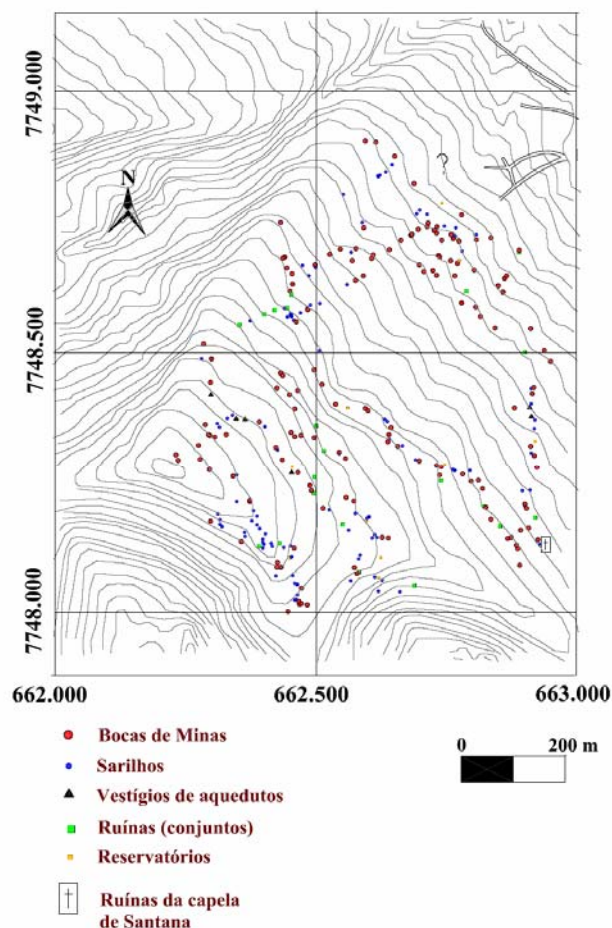 7749.000
N
?
7748.500
7748.000
662.000 662.500 663.000
Bocas de Minas
Sarilhos
Vestígios de aquedutos
Ruínas (conjuntos)
Reservatórios
Ruínas da capela
de Santana
0 200 m